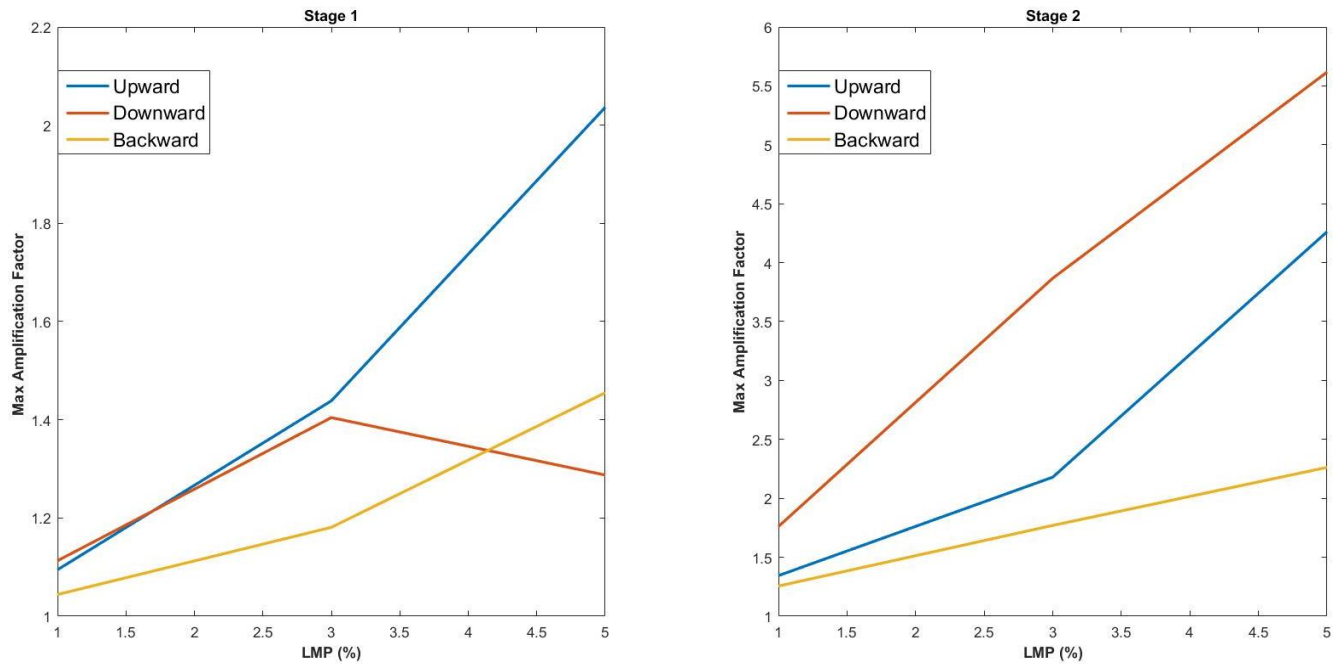 Stage 1
2.2
2
1.8
1.6
1.4
1.2
1
Max Amplification Factor
Upward
Downward
Backward
1 1.5 2 2.5 3 3.5 4 4.5 5
LMP (%)
Stage 2
6
5.5
5
4.5
4
3.5
3
2.5
2
1.5
1
Max Amplification Factor
Upward
Downward
Backward
1 1.5 2 2.5 3 3.5 4 4.5 5
LMP (%)